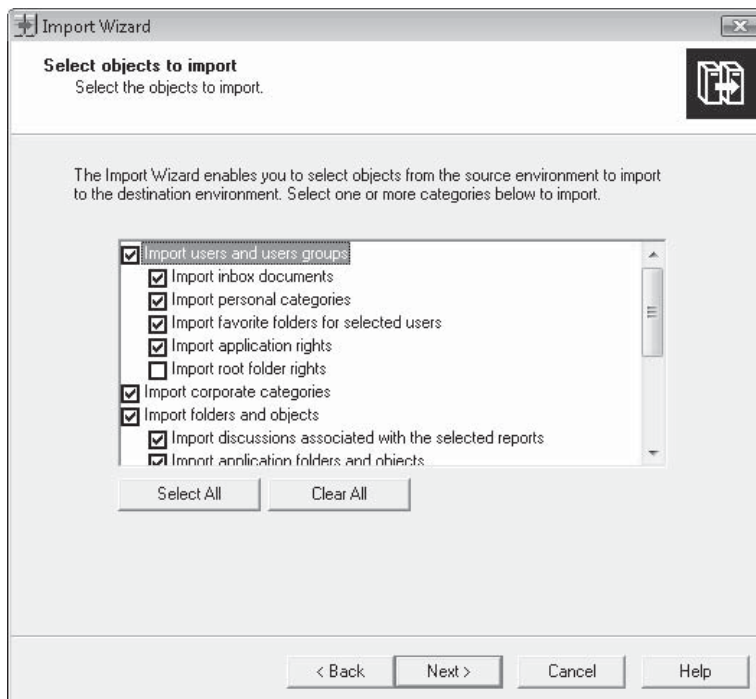 Import Wizard
Select objects to import
Select the objects to import.
The Import Wizard enables you to select objects from the source environment to import
to the destination environment. Select one or more categories below to import.
Import users and users groups
Import inbox documents
Import personal categories
Import favorite folders for selected users
Import application rights
Import root folder rights
Import corporate categories
Import folders and objects
Import discussions associated with the selected reports
Import application folders and objects
Select All
Clear All
< Back
Next >
Cancel
Help